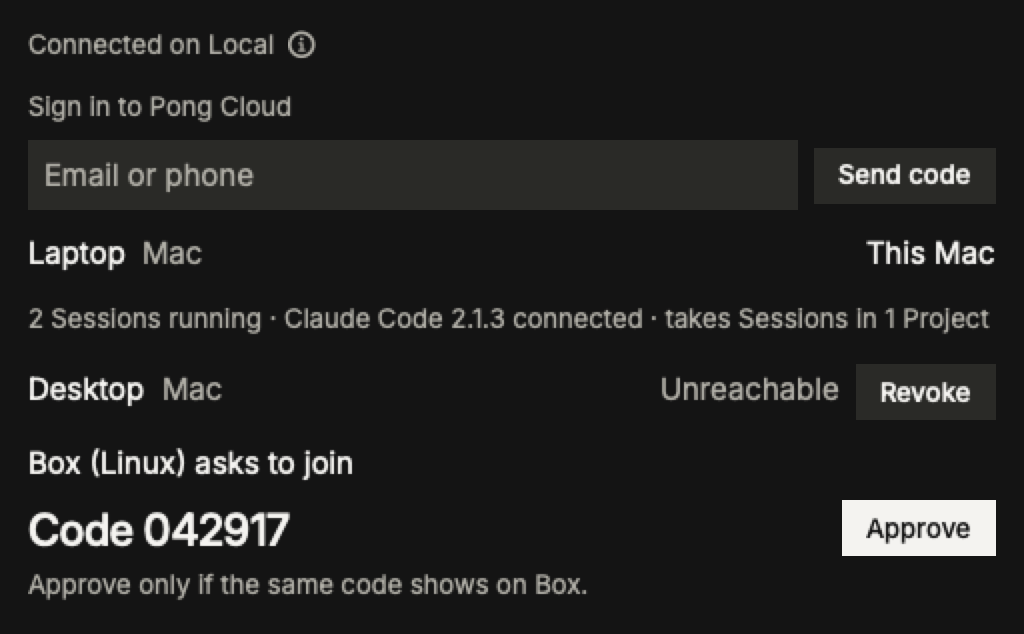 Connected on Local
Sign in to Pong Cloud
Email or phone
Send code
Laptop Mac
This Mac
2 Sessions running · Claude Code 2.1.3 connected · takes Sessions in 1 Project
Desktop Mac
Unreachable
Revoke
Box (Linux) asks to join
Code 042917
Approve
Approve only if the same code shows on Box.